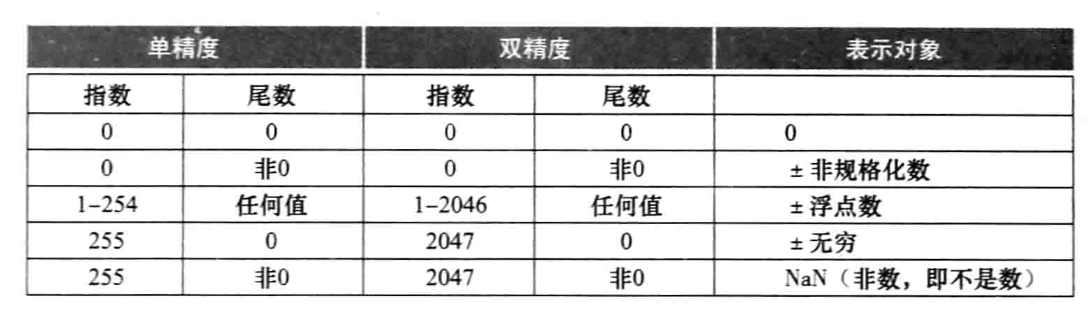 单精度 双精度 表示对象
指数 尾数 指数 尾数
0 0 0 0 0
0 非0 0 非0 ±非规格化数
1–254 任何值 1–2046 任何值 ±浮点数
255 0 2047 0 ±无穷
255 非0 2047 非0 NaN（非数，即不是数）